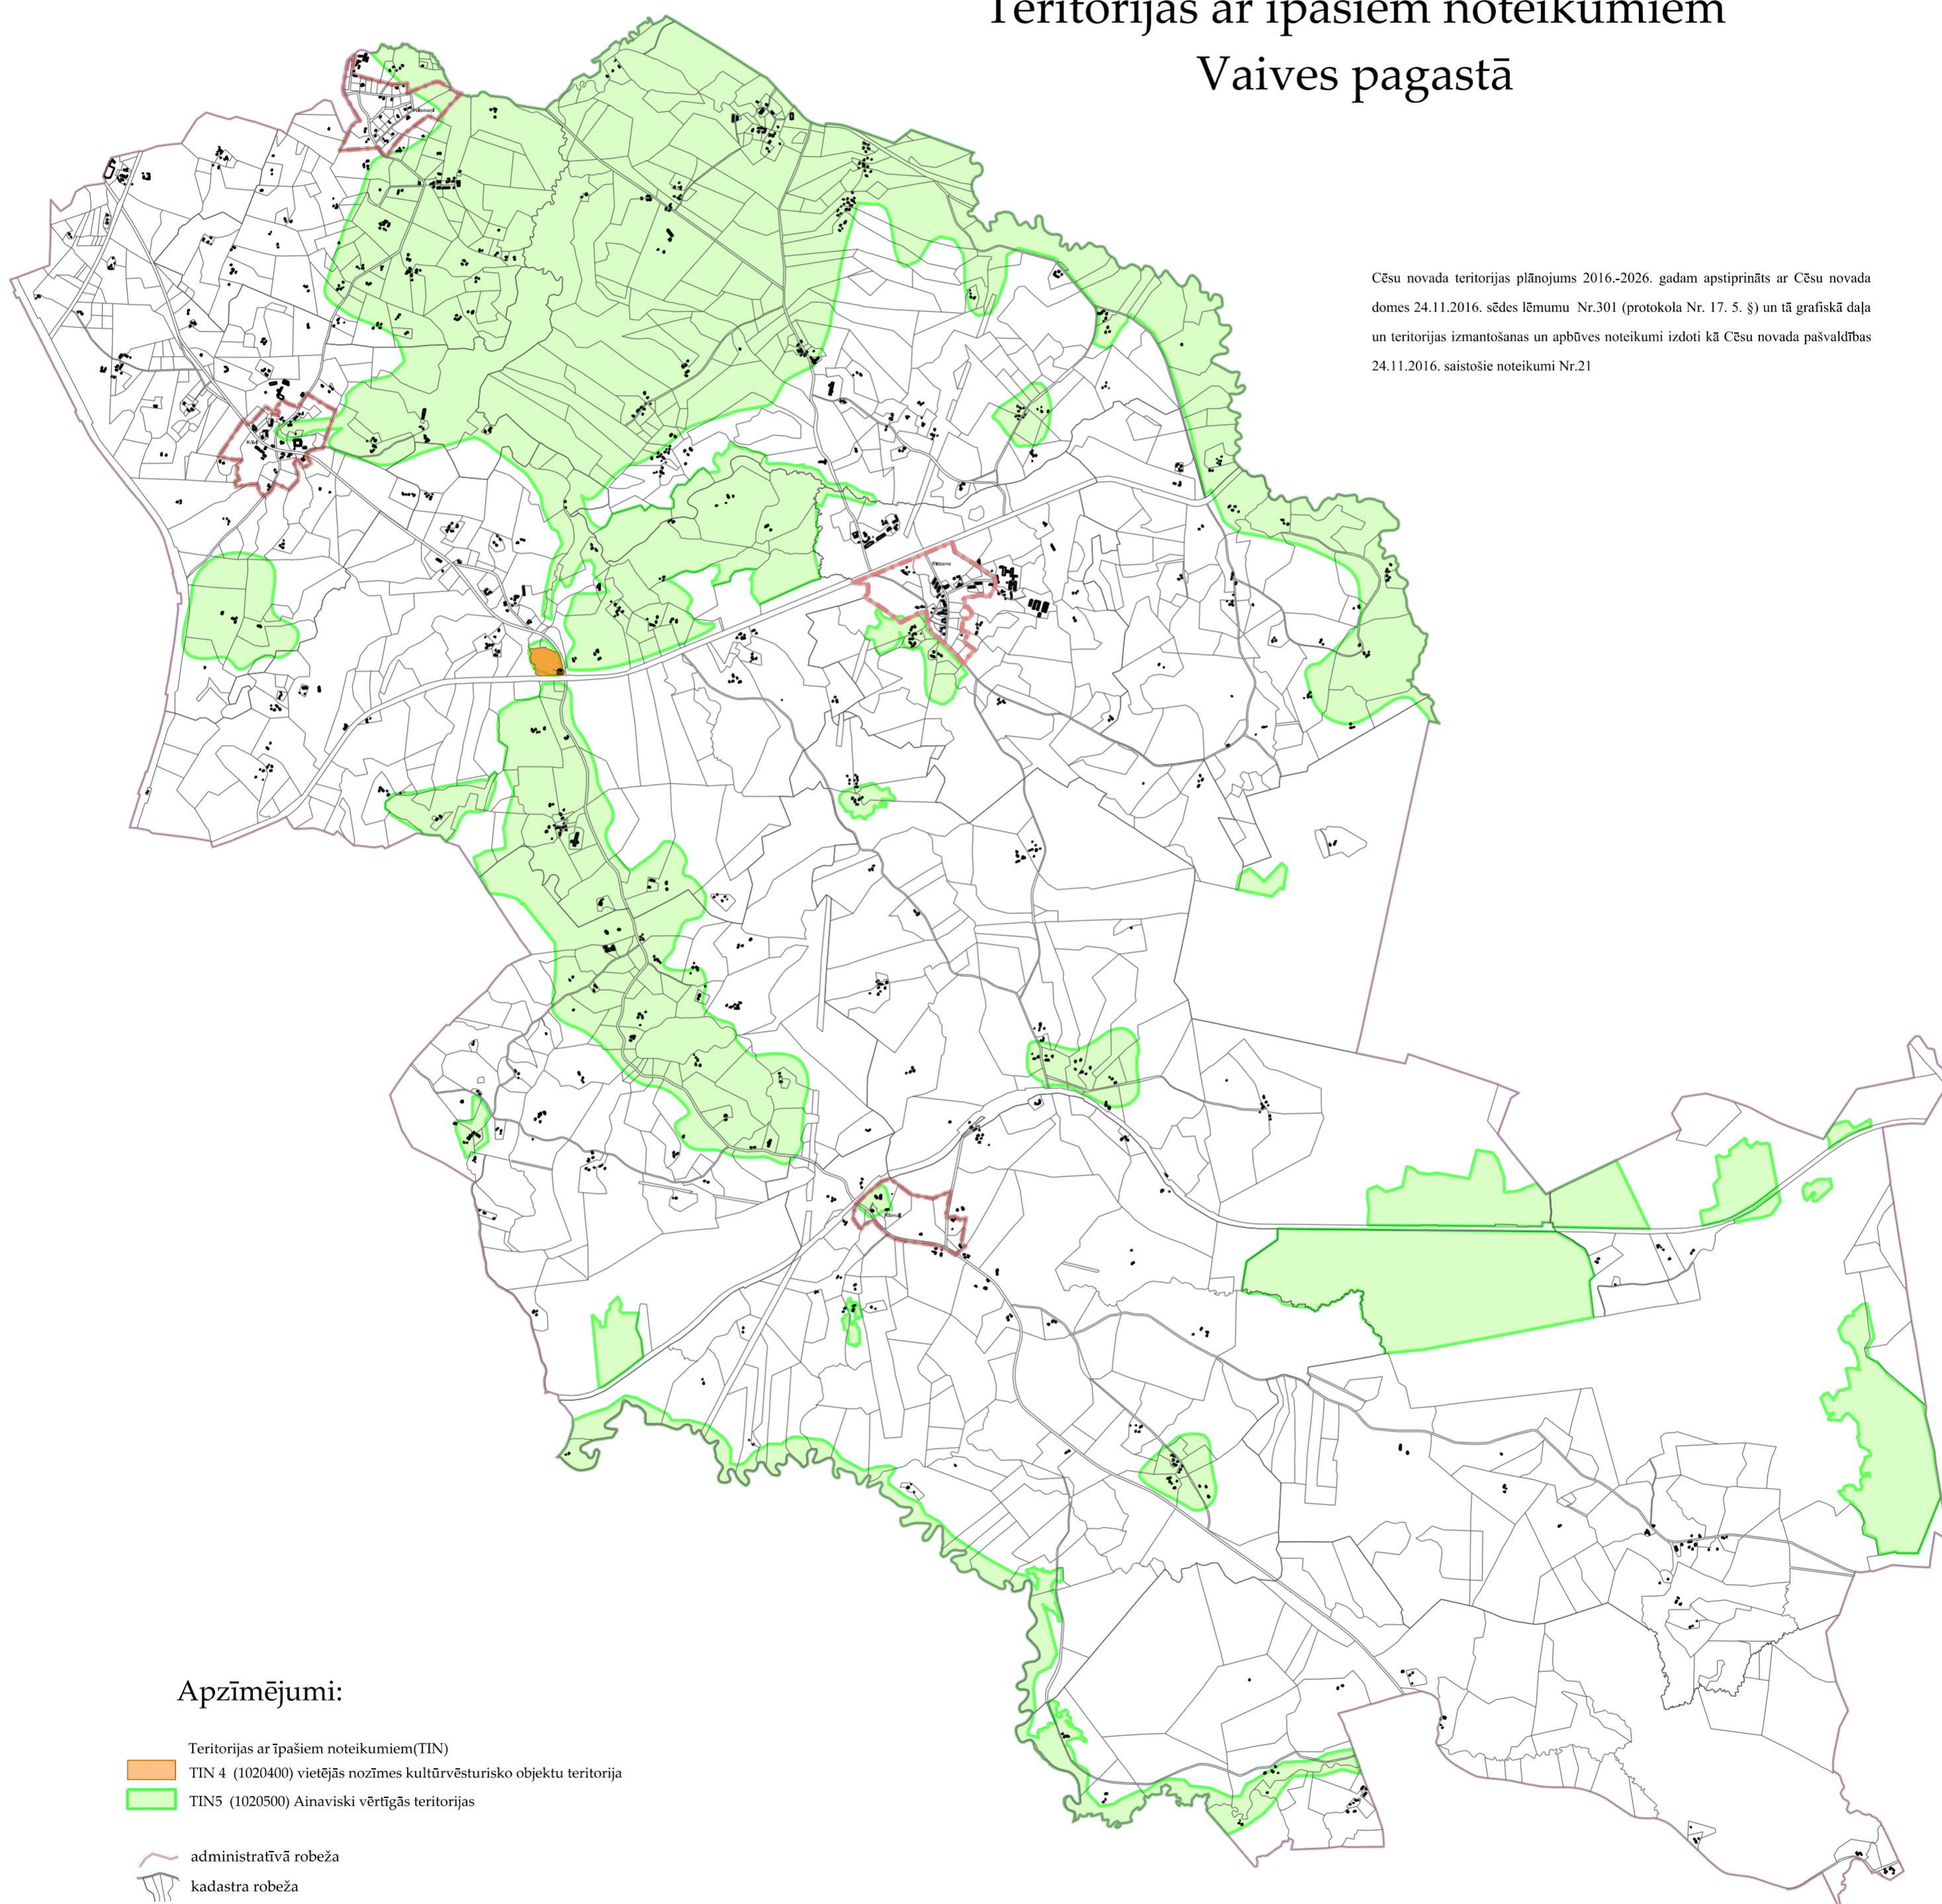 Teritorijas ar īpašiem noteikumiem
Vaives pagastā
Cēsu novada teritorijas plānojums 2016.-2026. gadam apstiprināts ar Cēsu novada
domes 24.11.2016. sēdes lēmumu Nr.301 (protokola Nr. 17. 5. §) un tā grafiskā daļa
un teritorijas izmantošanas un apbūves noteikumi izdoti kā Cēsu novada pašvaldības
24.11.2016. saistošie noteikumi Nr.21
Apzīmējumi:
Teritorijas ar īpašiem noteikumiem(TIN)
TIN 4 (1020400) vietējās nozīmes kultūrvēsturisko objektu teritorija
TIN5 (1020500) Ainaviski vērtīgās teritorijas
administratīvā robeža
kadastra robeža